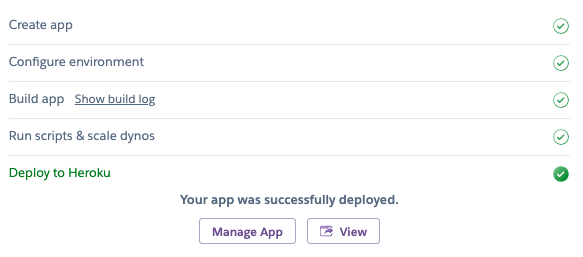 Create app
Configure environment
Build app Show build log
Run scripts & scale dynos
Deploy to Heroku
Your app was successfully deployed.
Manage App View